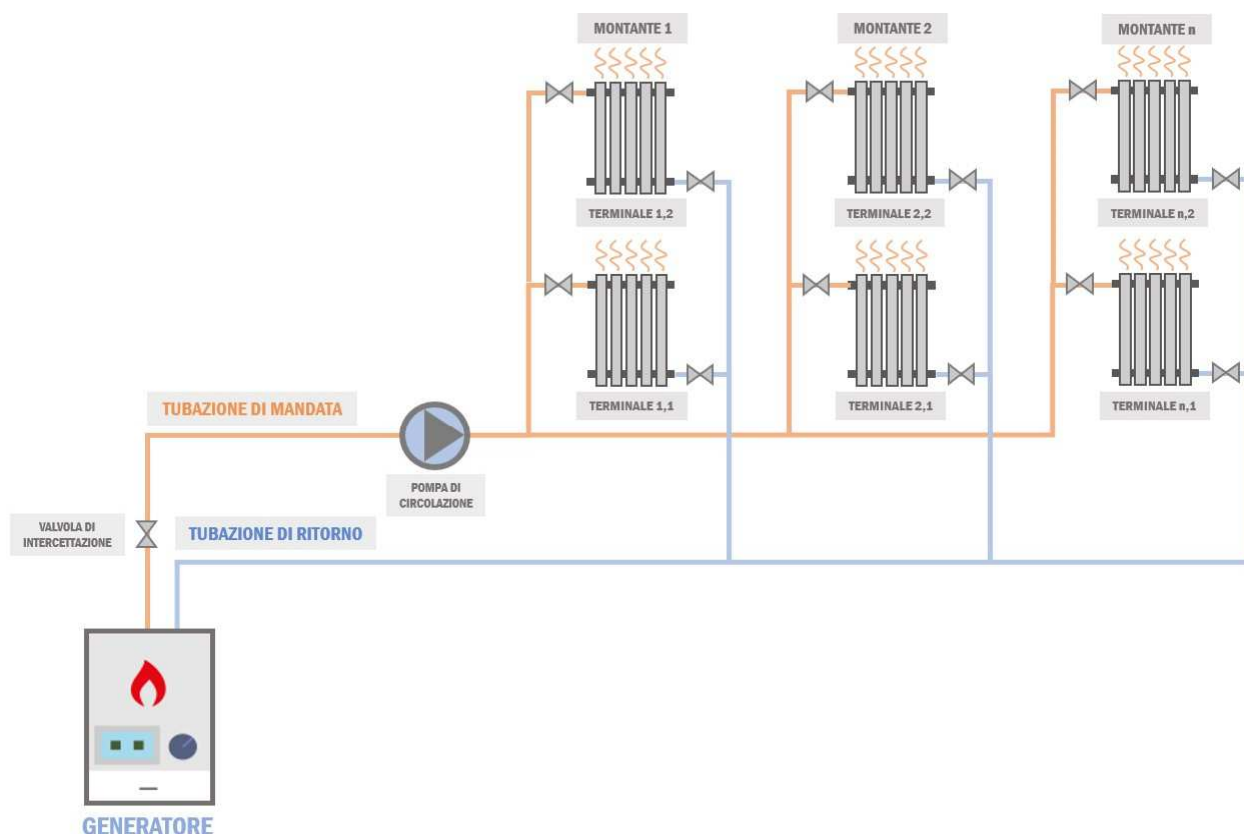 MONTANTE 1
MONTANTE 2
MONTANTE n
TERMINALE 1,2
TERMINALE 2,2
TERMINALE n,2
TERMINALE 1,1
TERMINALE 2,1
TERMINALE n,1
TUBAZIONE DI MANDATA
POMPA DI
CIRCOLAZIONE
VALVOLA DI
INTERCETTAZIONE
TUBAZIONE DI RITORNO
GENERATORE